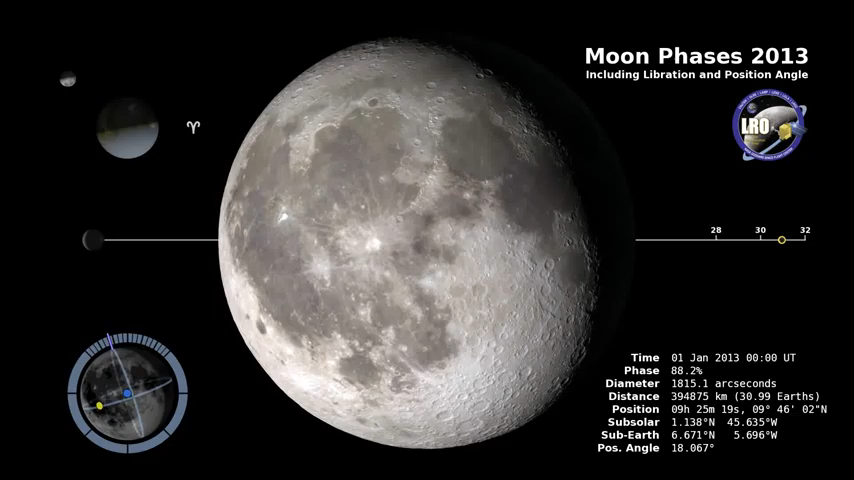 Moon Phases 2013
Including Libration and Position Angle
LRO
♈
28 30 32
Time 01 Jan 2013 00:00 UT
Phase 88.2%
Diameter 1815.1 arcseconds
Distance 394875 km (30.99 Earths)
Position 09h 25m 19s, 09° 46' 02"N
Subsolar 1.138°N 45.635°W
Sub-Earth 6.671°N 5.696°W
Pos. Angle 18.067°